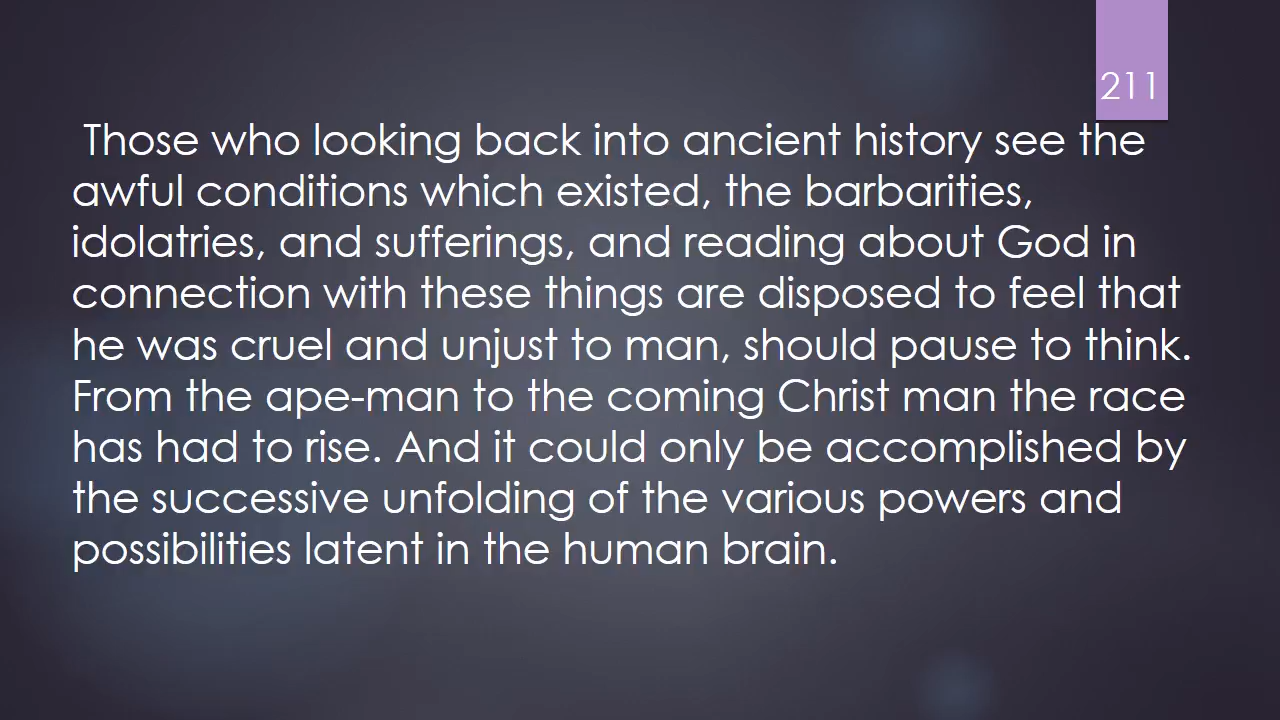 211
Those who looking back into ancient history see the
awful conditions which existed, the barbarities,
idolatries, and sufferings, and reading about God in
connection with these things are disposed to feel that
he was cruel and unjust to man, should pause to think.
From the ape-man to the coming Christ man the race
has had to rise. And it could only be accomplished by
the successive unfolding of the various powers and
possibilities latent in the human brain.